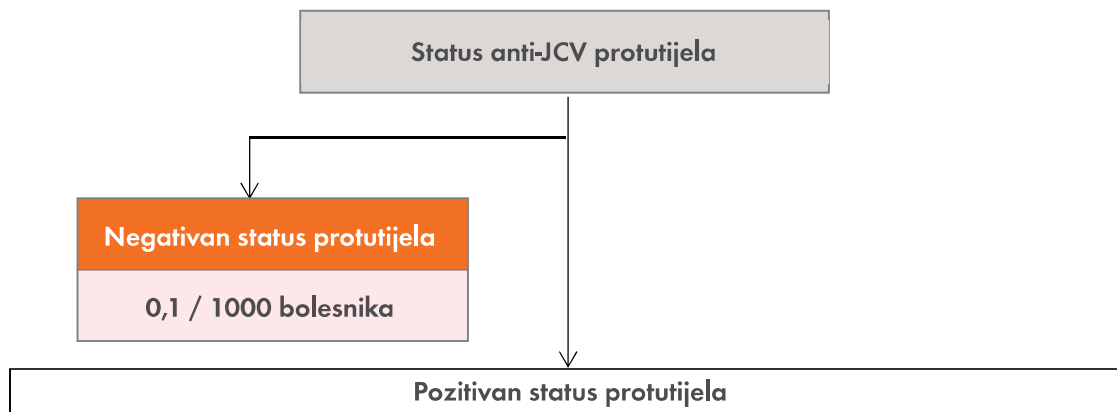 Status anti-JCV protutijela
Negativan status protutijela
0,1 / 1000 bolesnika
Pozitivan status protutijela